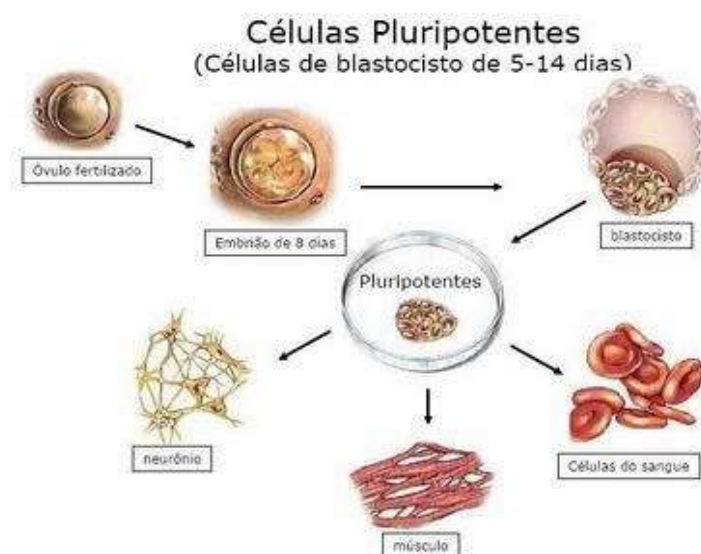 Células Pluripotentes
(Células de blastocisto de 5-14 dias)
Óvulo fertilizado
Embrião de 8 dias
blastocisto
Pluripotentes
neurônio
músculo
Células do sangue